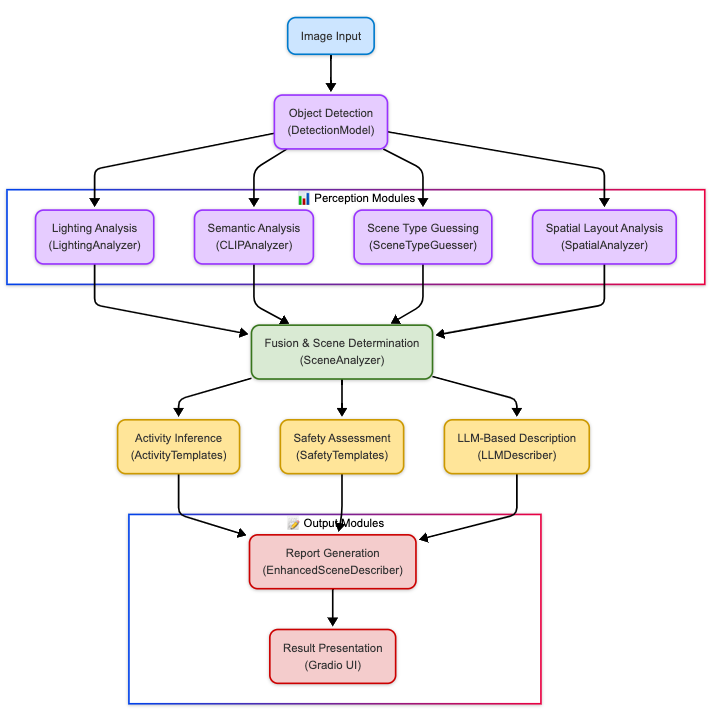 Image Input
Object Detection
(DetectionModel)
📊 Perception Modules
Lighting Analysis
(LightingAnalyzer)
Semantic Analysis
(CLIPAnalyzer)
Scene Type Guessing
(SceneTypeGuesser)
Spatial Layout Analysis
(SpatialAnalyzer)
Fusion & Scene Determination
(SceneAnalyzer)
Activity Inference
(ActivityTemplates)
Safety Assessment
(SafetyTemplates)
LLM-Based Description
(LLMDescriber)
📝 Output Modules
Report Generation
(EnhancedSceneDescriber)
Result Presentation
(Gradio UI)